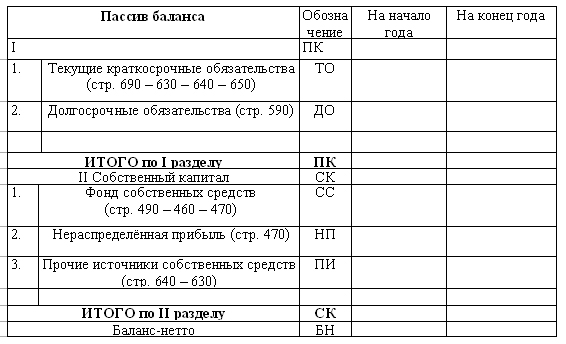 Пассив баланса Обозна чение На начало года На конец года
I ПК
1. Текущие краткосрочные обязательства ТО
(стр. 690 – 630 – 640 – 650)
2. Долгосрочные обязательства (стр. 590) ДО
ИТОГО по I разделу ПК
II Собственный капитал СК
1. Фонд собственных средств СС
(стр. 490 – 460 – 470)
2. Нераспределённая прибыль (стр. 470) НП
3. Прочие источники собственных средств ПИ
(стр. 640 – 630)
ИТОГО по II разделу СК
Баланс-нетто БН